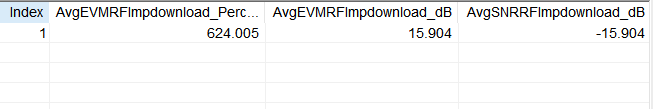 Index AvgEVMRFImpdownload_Perc... AvgEVMRFImpdownload_dB AvgSNRRFImpdownload_dB
1 624.005 15.904 -15.904